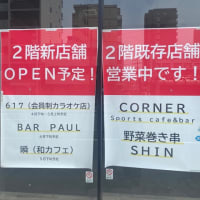 2階新店舗
OPEN予定!
617(会員制カラオケ店)
BAR PAUL
瞬(和カフェ)
2階既存店舗
営業中です!
CORNER
Sports cafe&bar
野菜巻き串
SHIN